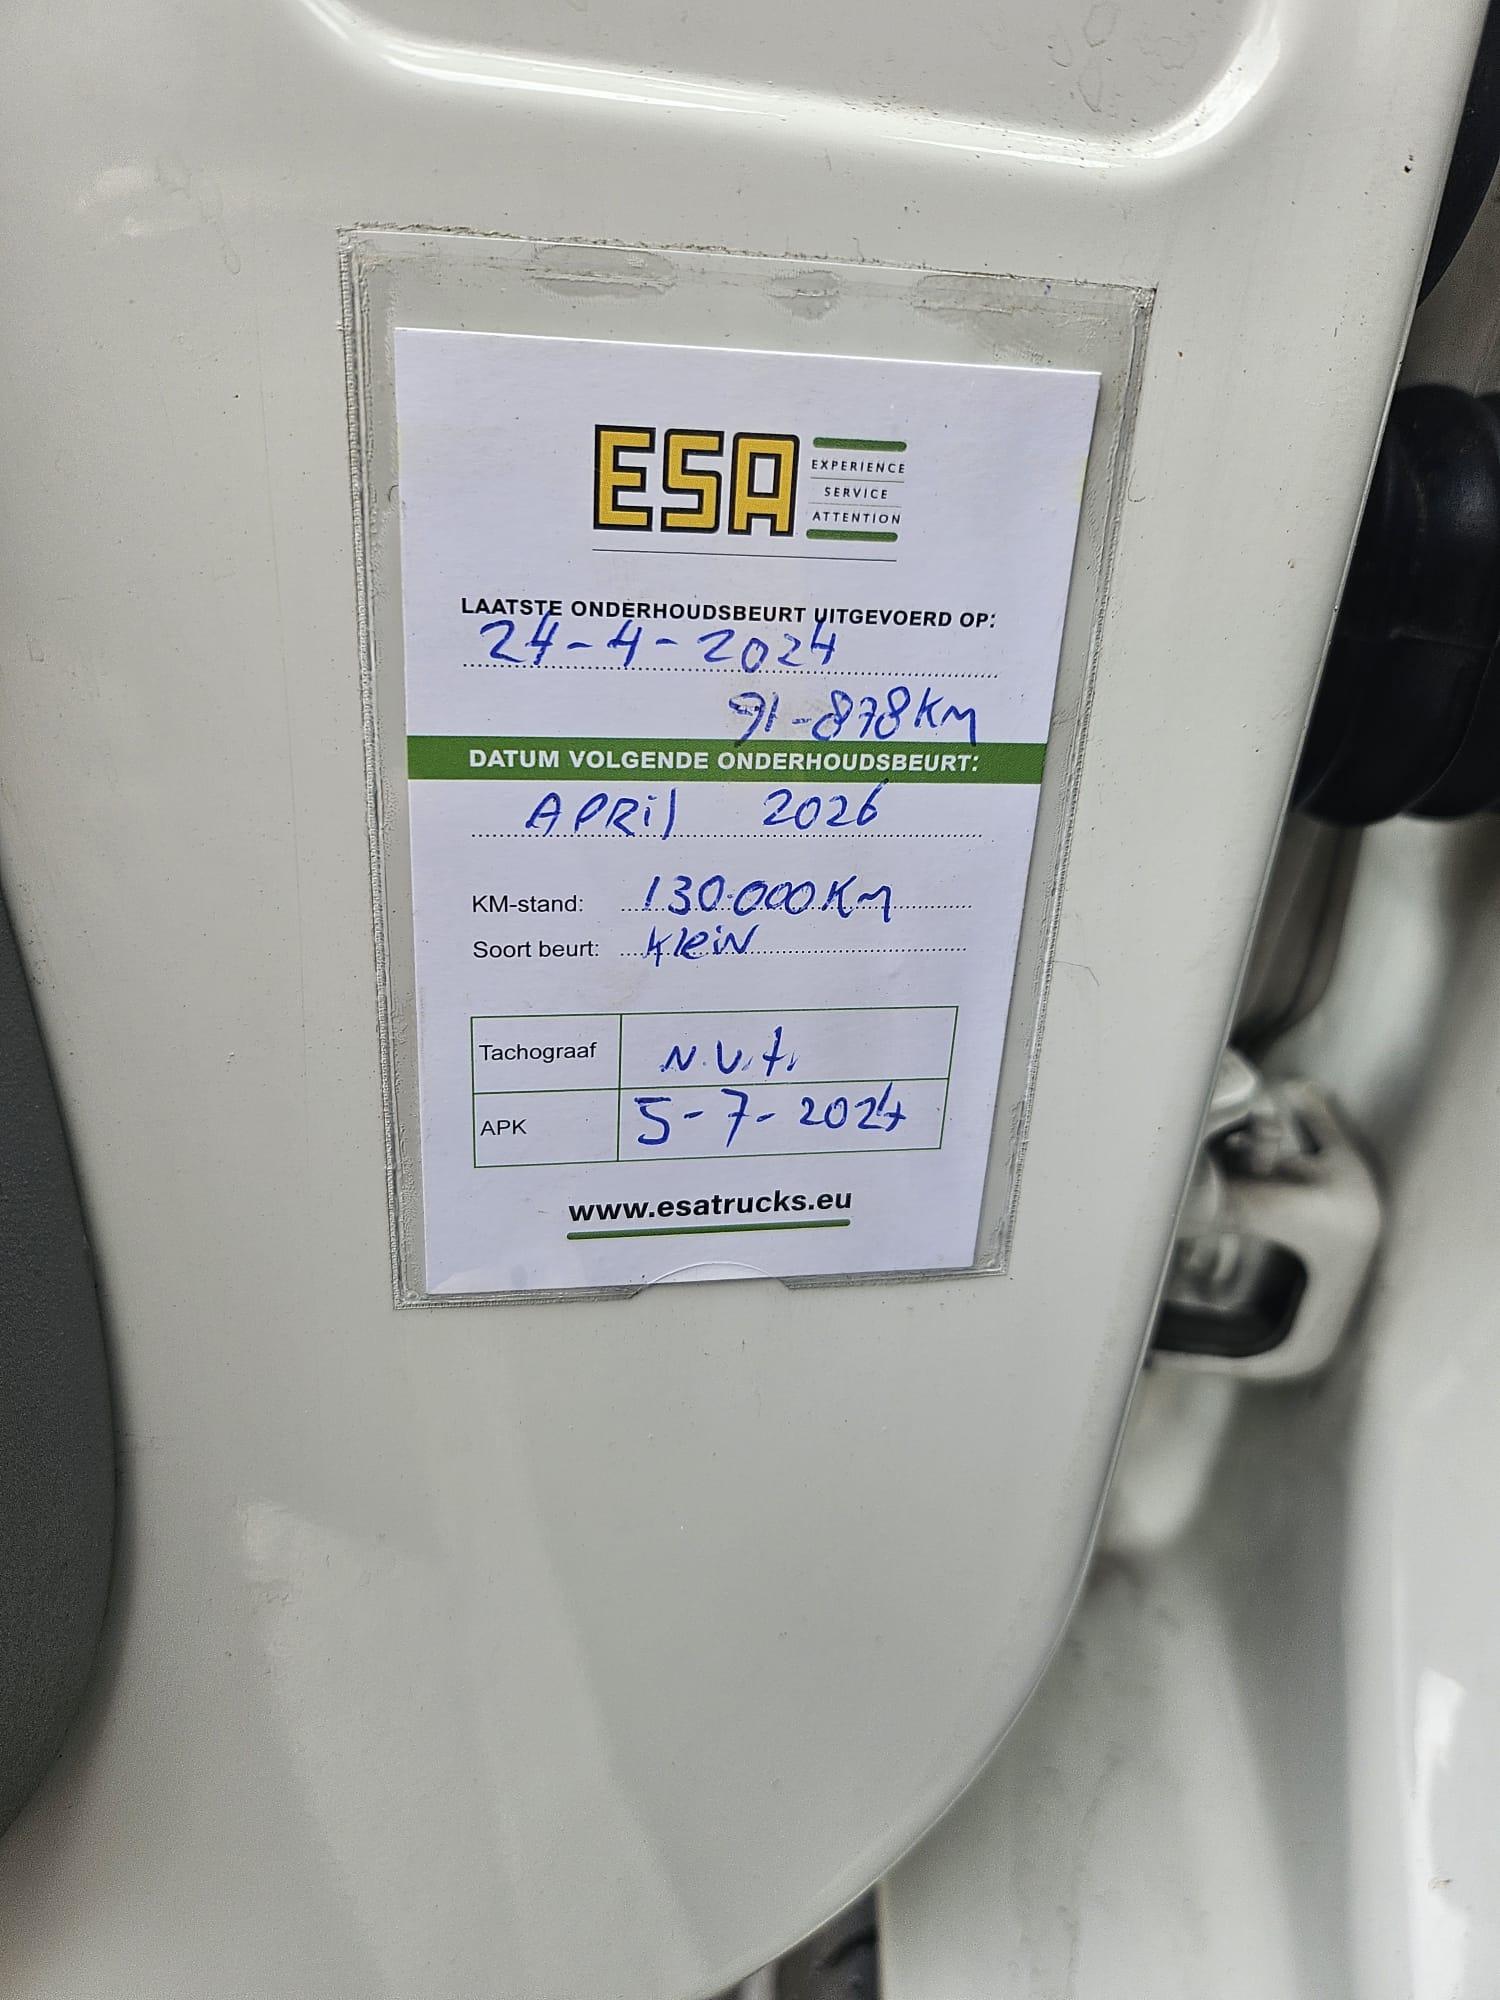 ESA
EXPERIENCE
SERVICE
ATTENTION
LAATSTE ONDERHOUDSBEURT UITGEVOERD OP:
24-4-2024
91-878KM
DATUM VOLGENDE ONDERHOUDSBEURT:
APRil 2026
KM-stand: 130.000KM
Soort beurt: KleiN
Tachograaf N.V.t.
APK 5-7-2024
www.esatrucks.eu